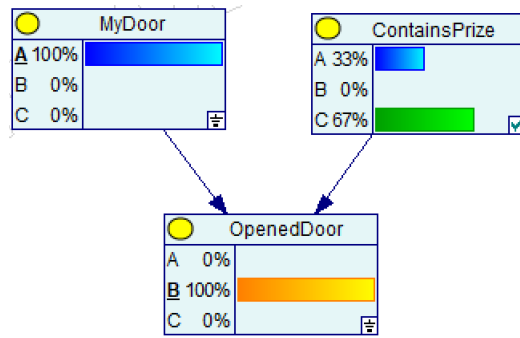 MyDoor
A 100%
B 0%
C 0%
ContainsPrize
A 33%
B 0%
C 67%
OpenedDoor
A 0%
B 100%
C 0%